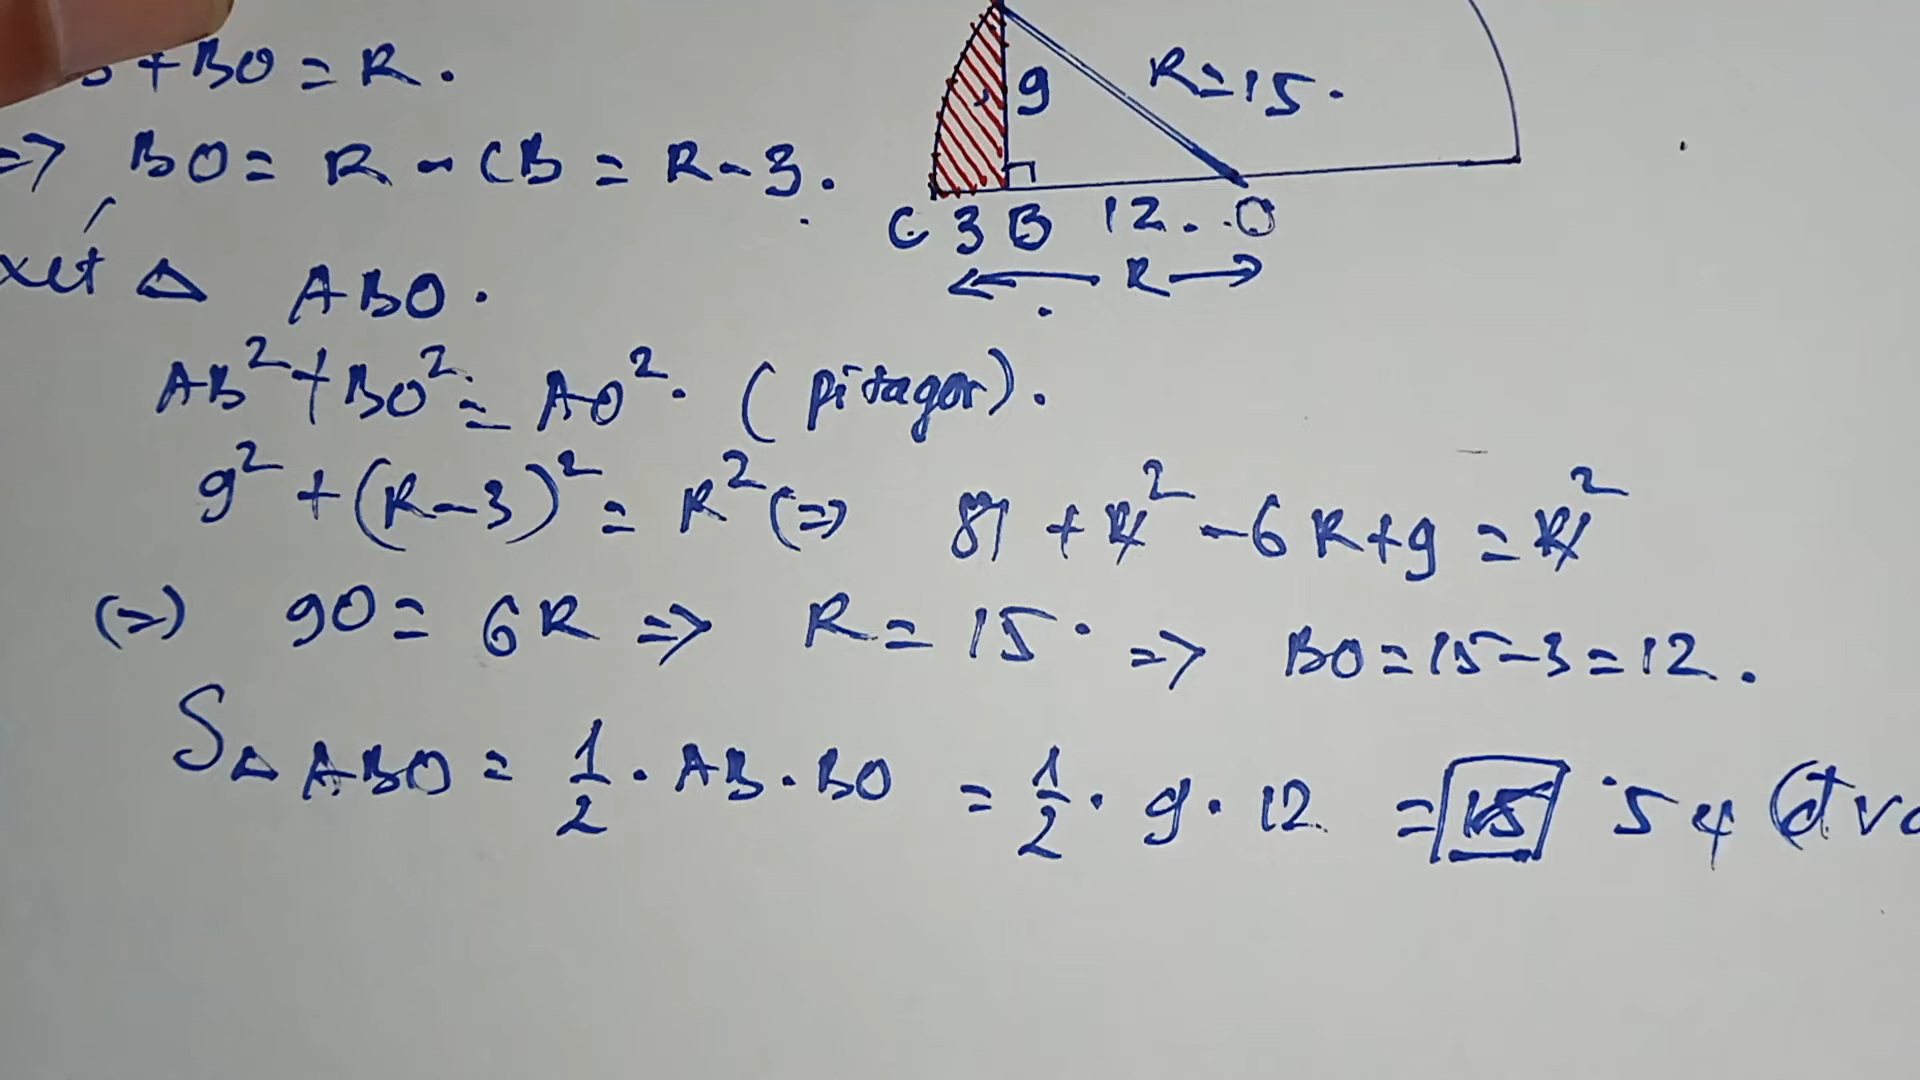 +BO = R.
=> BO = R - CB = R-3.
9
R=15.
C 3 B 12. O
R
xét Δ ABO.
AB² + BO² = AO². (pitagor).
9² + (R-3)² = R² (=) 81 + R² - 6R + 9 = R²
(=) 90 = 6R => R = 15 => BO = 15-3 = 12.
SΔABO = 1/2 . AB . BO = 1/2 . 9 . 12 = 54